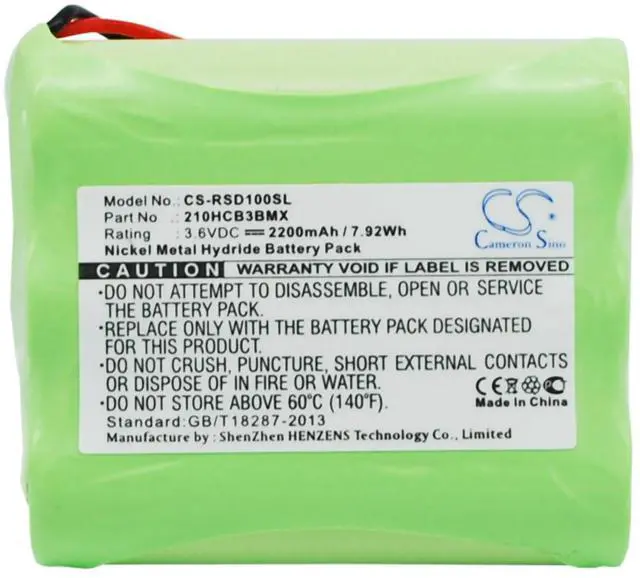 Model No.: CS-RSD100SL
Part No : 210HCB3BMX
Rating : 3.6VDC ⎓ 2200mAh / 7.92Wh
Nickel Metal Hydride Battery Pack
CS
Cameron Sino
CAUTION WARRANTY VOID IF LABEL IS REMOVED
•DO NOT ATTEMPT TO DISASSEMBLE, OPEN OR SERVICE
THE BATTERY PACK.
•REPLACE ONLY WITH THE BATTERY PACK DESIGNATED
FOR THIS PRODUCT.
•DO NOT CRUSH, PUNCTURE, SHORT EXTERNAL CONTACTS
OR DISPOSE OF IN FIRE OR WATER.
•DO NOT STORE ABOVE 60°C (140°F).
Standard:GB/T18287-2013
Manufacture by : ShenZhen HENZENS Technology Co., Limited
CE
Made in China